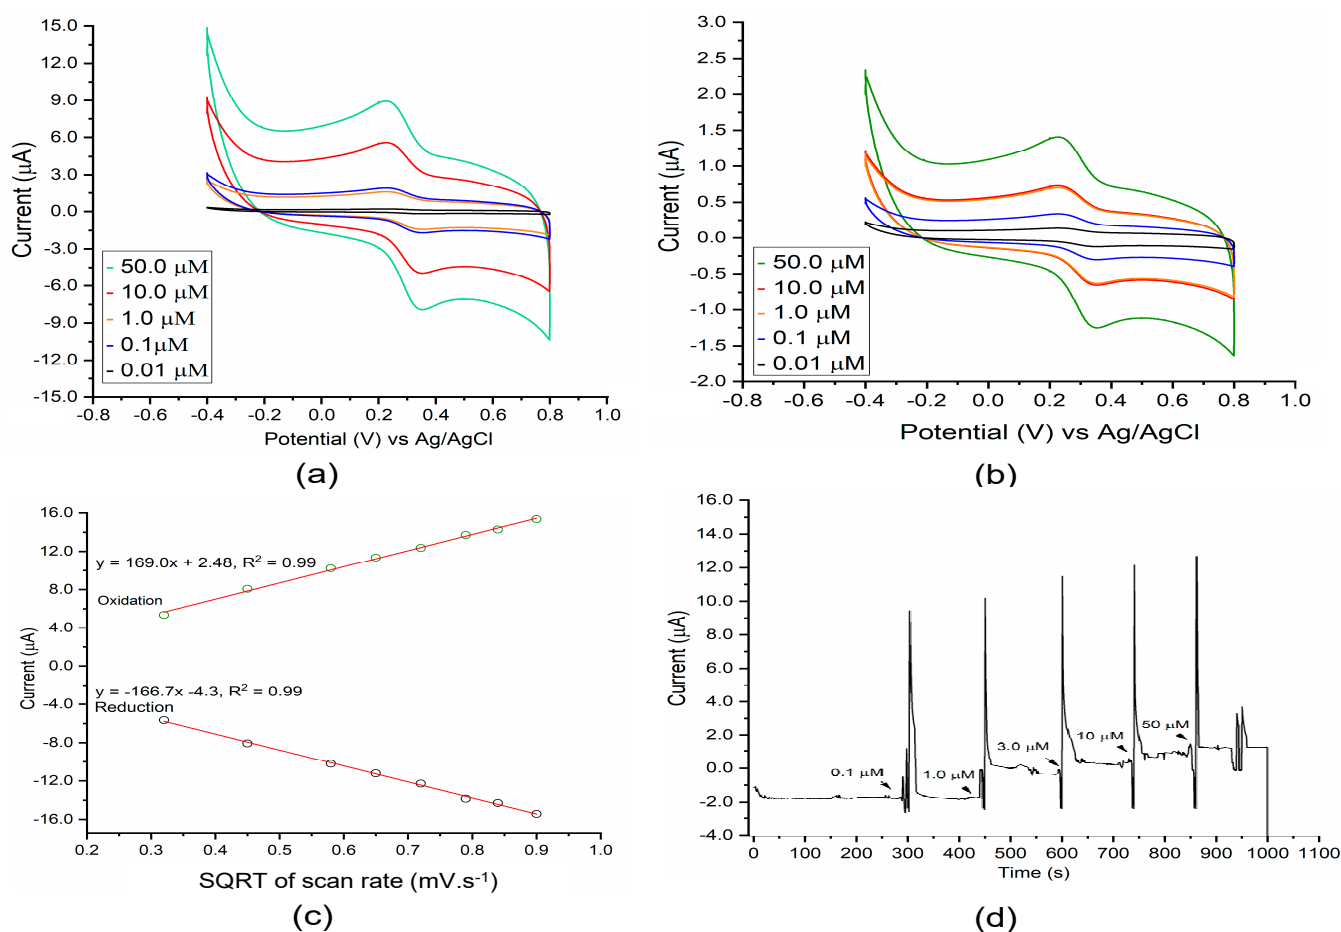 15.0
12.0
9.0
6.0
3.0
0.0
-3.0
-6.0
-9.0
-12.0
-15.0
Current (µA)
50.0 µM
10.0 µM
1.0 µM
0.1µM
0.01 µM
-0.8 -0.6 -0.4 -0.2 0.0 0.2 0.4 0.6 0.8 1.0
Potential (V) vs Ag/AgCl
(a)
3.0
2.5
2.0
1.5
1.0
0.5
0.0
-0.5
-1.0
-1.5
-2.0
Current (µA)
50.0 µM
10.0 µM
1.0 µM
0.1 µM
0.01 µM
-0.8 -0.6 -0.4 -0.2 0.0 0.2 0.4 0.6 0.8 1.0
Potential (V) vs Ag/AgCl
(b)
16.0
12.0
8.0
4.0
0.0
-4.0
-8.0
-12.0
-16.0
Current (µA)
y = 169.0x + 2.48, R² = 0.99
Oxidation
y = -166.7x -4.3, R² = 0.99
Reduction
0.2 0.3 0.4 0.5 0.6 0.7 0.8 0.9 1.0
SQRT of scan rate (mV.s⁻¹)
(c)
16.0
14.0
12.0
10.0
8.0
6.0
4.0
2.0
0.0
-2.0
-4.0
Current (µA)
0.1 µM
1.0 µM
3.0 µM
10 µM
50 µM
0 100 200 300 400 500 600 700 800 900 1000 1100
Time (s)
(d)